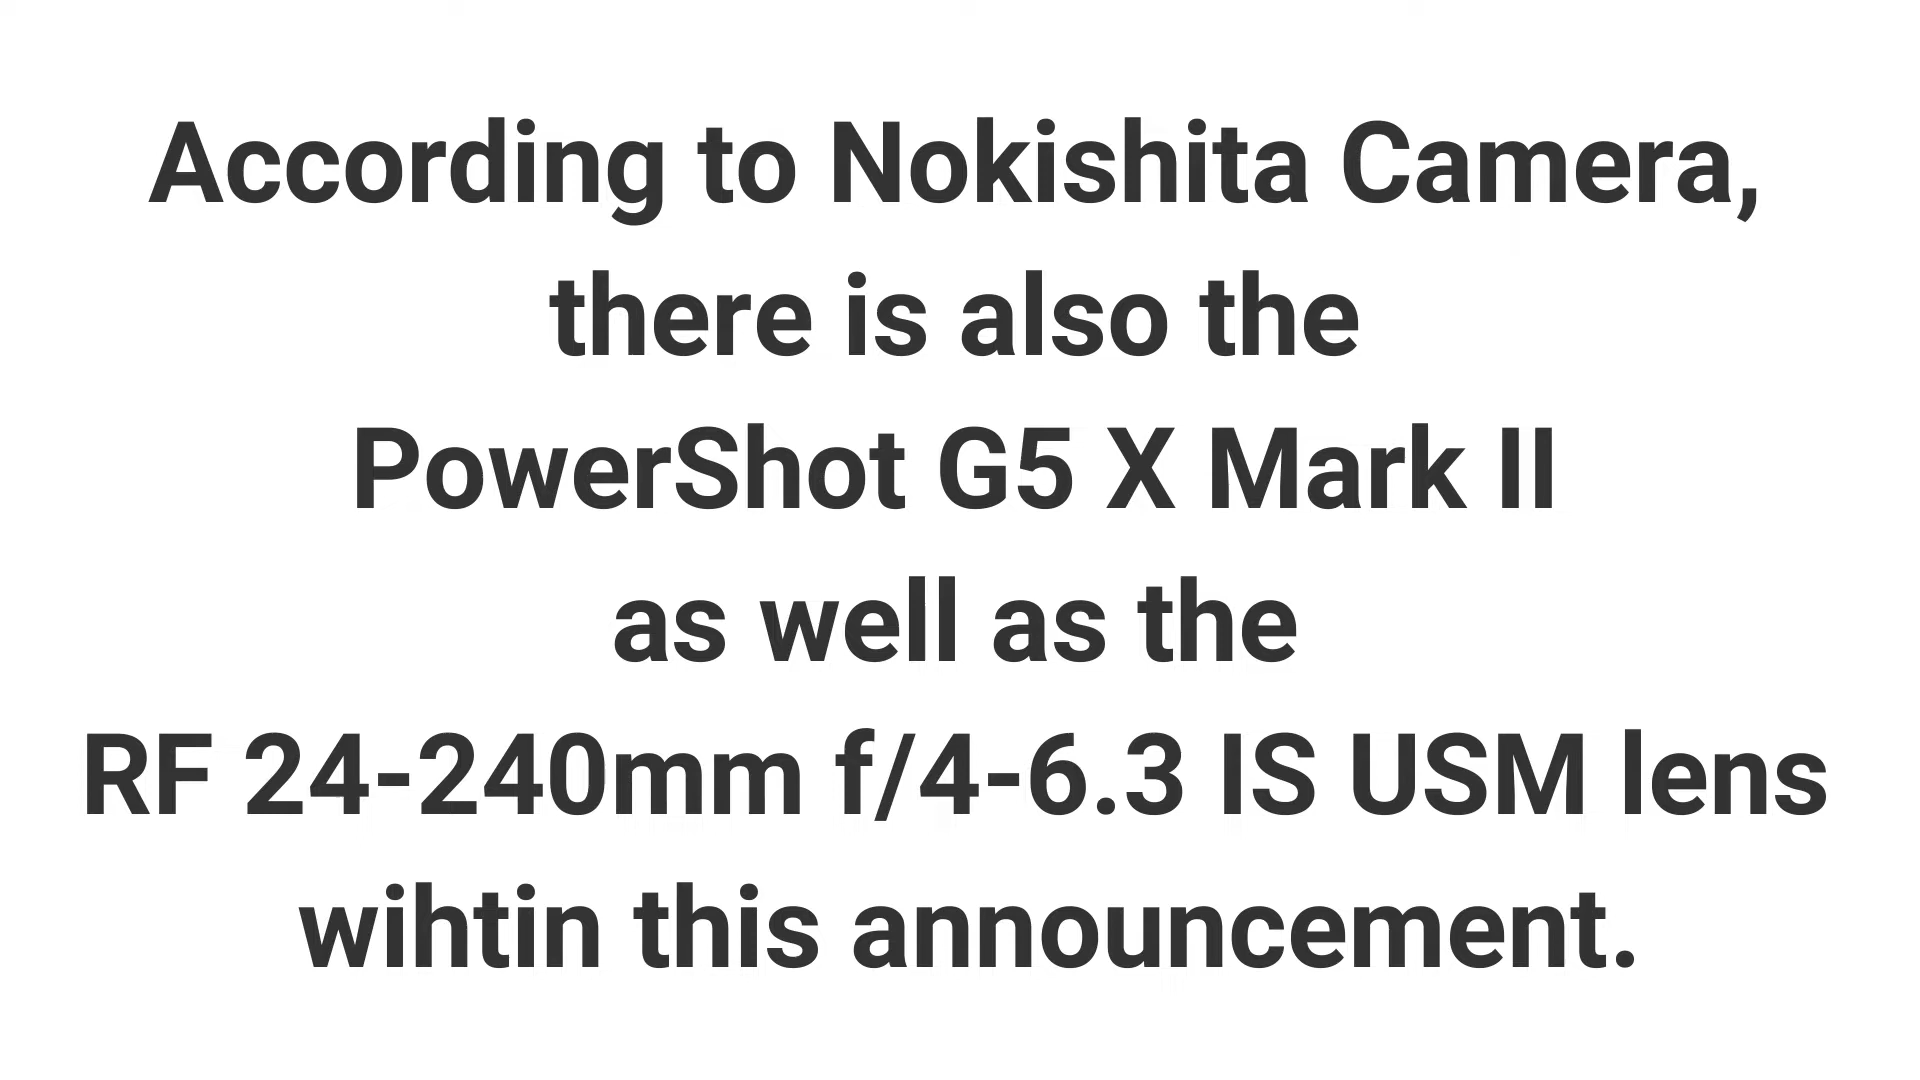 According to Nokishita Camera,
there is also the
PowerShot G5 X Mark II
as well as the
RF 24-240mm f/4-6.3 IS USM lens
wihtin this announcement.